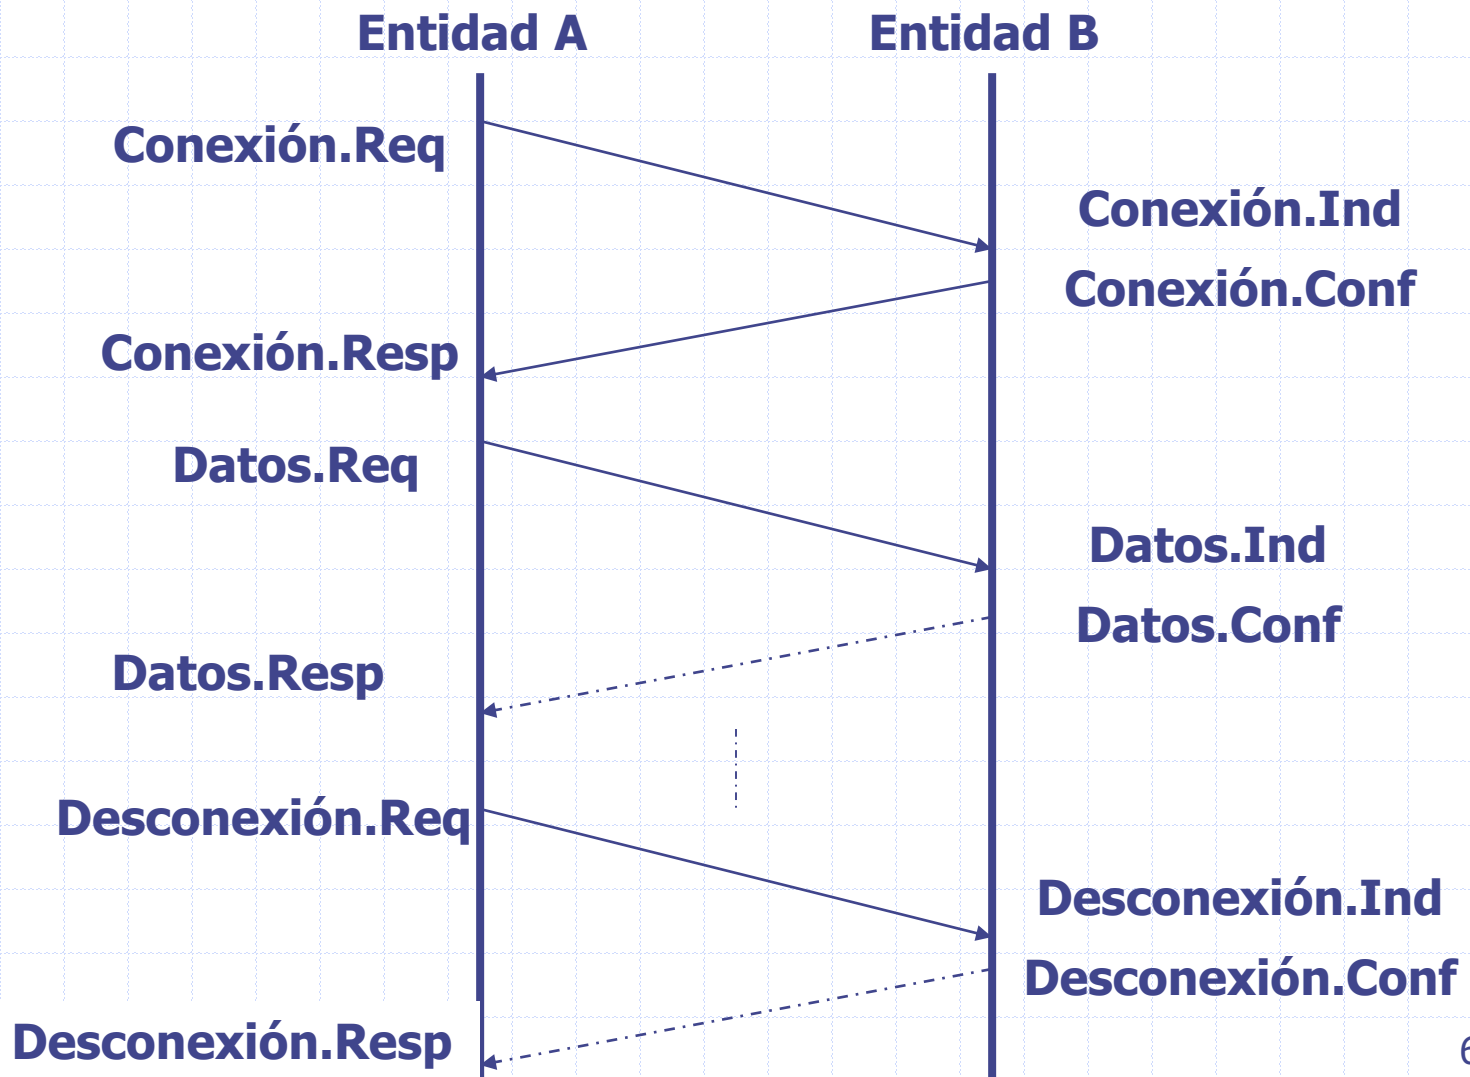 Entidad A
Entidad B
Conexión.Req
Conexión.Ind
Conexión.Conf
Conexión.Resp
Datos.Req
Datos.Ind
Datos.Conf
Datos.Resp
Desconexión.Req
Desconexión.Ind
Desconexión.Conf
Desconexión.Resp